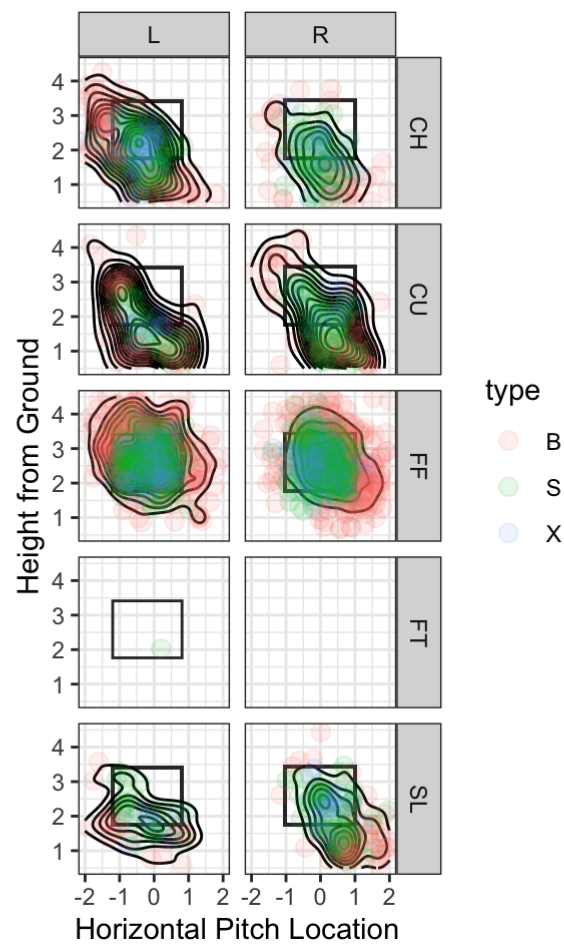 L R
4
3
2
1
CH
4
3
2
1
CU
4
3
2
1
FF
4
3
2
1
FT
4
3
2
1
SL
-2 -1 0 1 2 -2 -1 0 1 2
Horizontal Pitch Location
Height from Ground
type
B
S
X